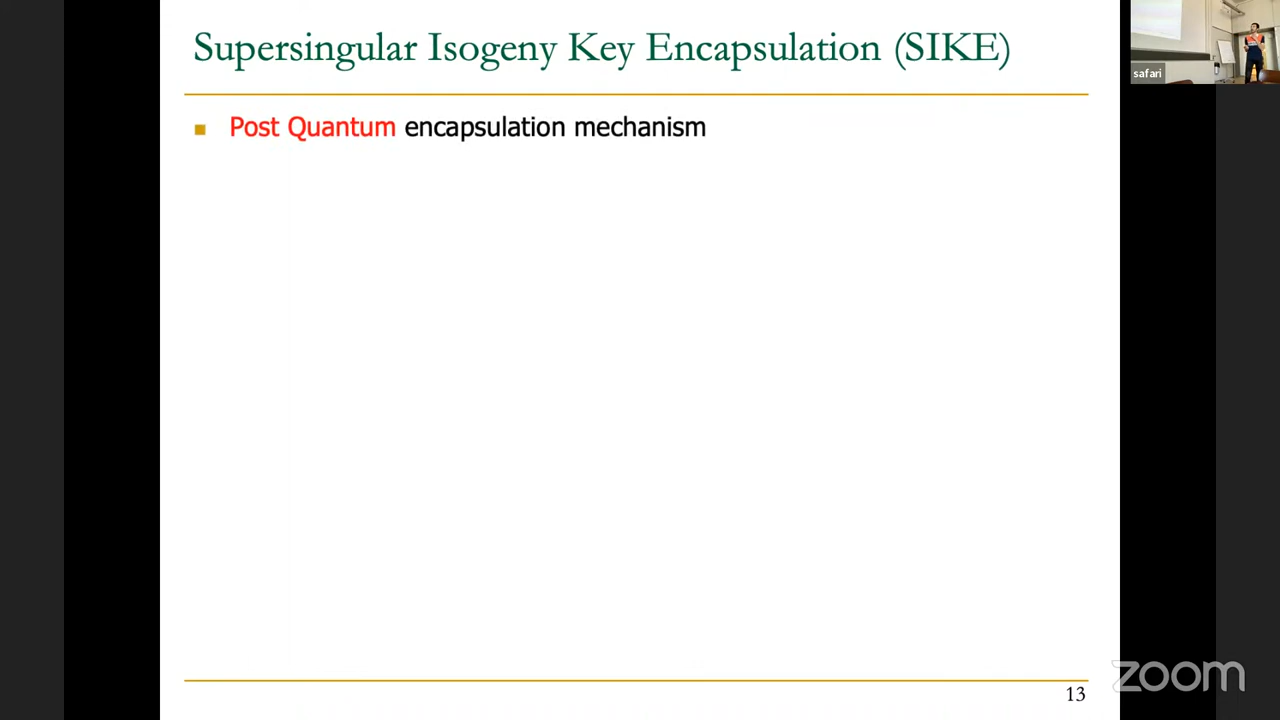 Supersingular Isogeny Key Encapsulation (SIKE)
safari
Post Quantum encapsulation mechanism
13
zoom